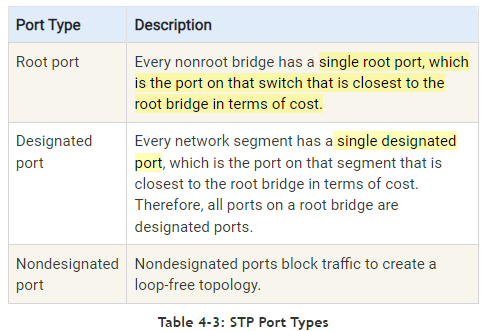 Port Type Description
Root port Every nonroot bridge has a single root port, which
is the port on that switch that is closest to the
root bridge in terms of cost.
Designated Every network segment has a single designated
port port, which is the port on that segment that is
closest to the root bridge in terms of cost.
Therefore, all ports on a root bridge are
designated ports.
Nondesignated Nondesignated ports block traffic to create a
port loop-free topology.
Table 4-3: STP Port Types